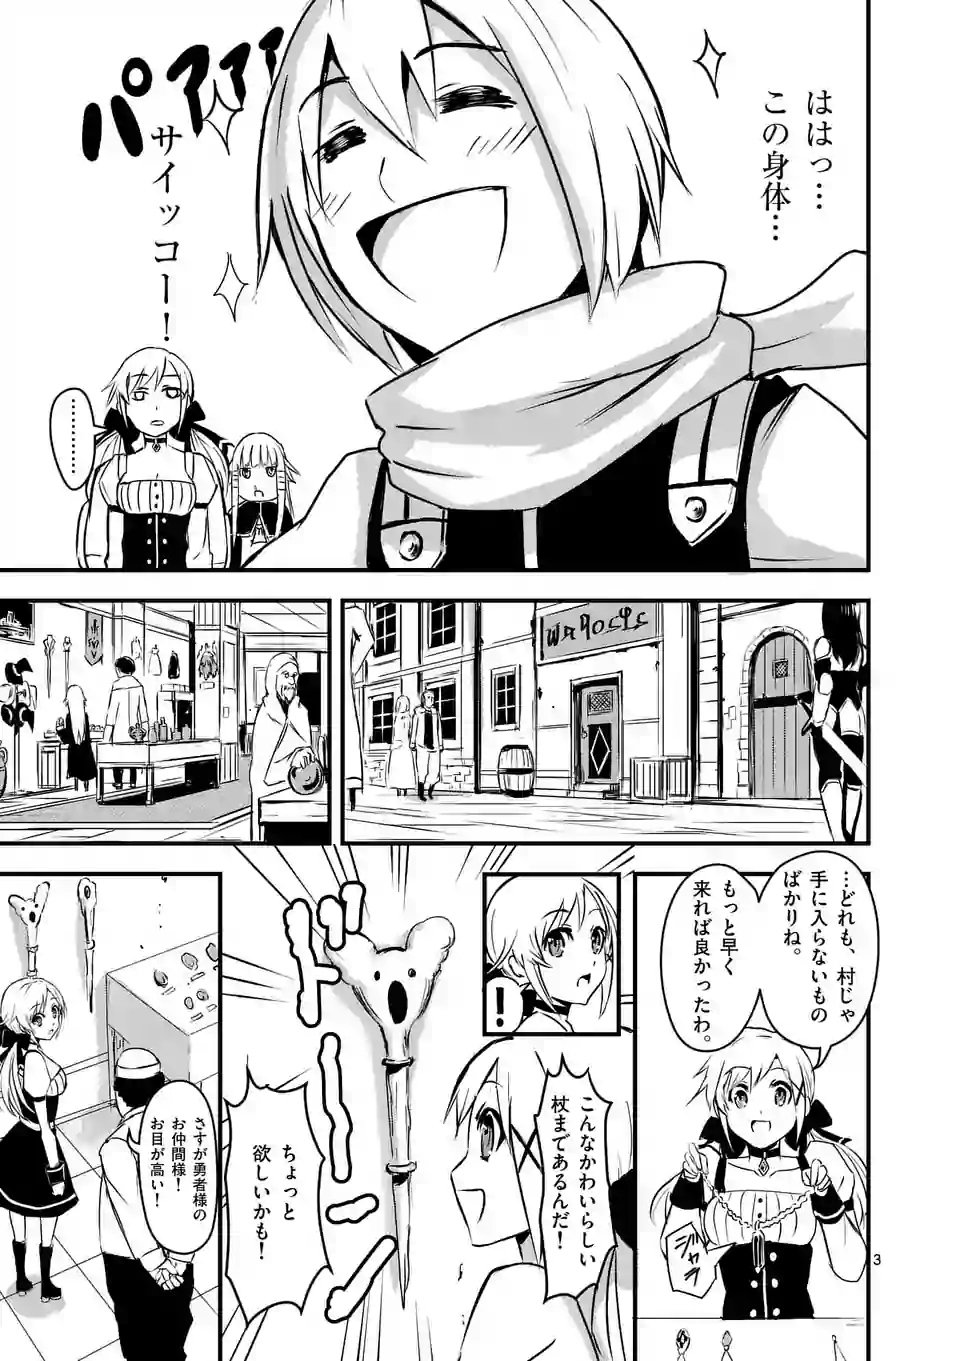 ははっ…
この身体…
パアアア
サイッコー！
………
WAPOCSC
…どれも、村じゃ
手に入らないもの
ばかりね。
もっと早く
来れば良かったわ。
ジャラ
！
こんなかわいらしい
杖まであるんだ！
ドーーン
ちょっと
欲しいかも！
さすが勇者様の
お仲間様！
お目が高い！
3